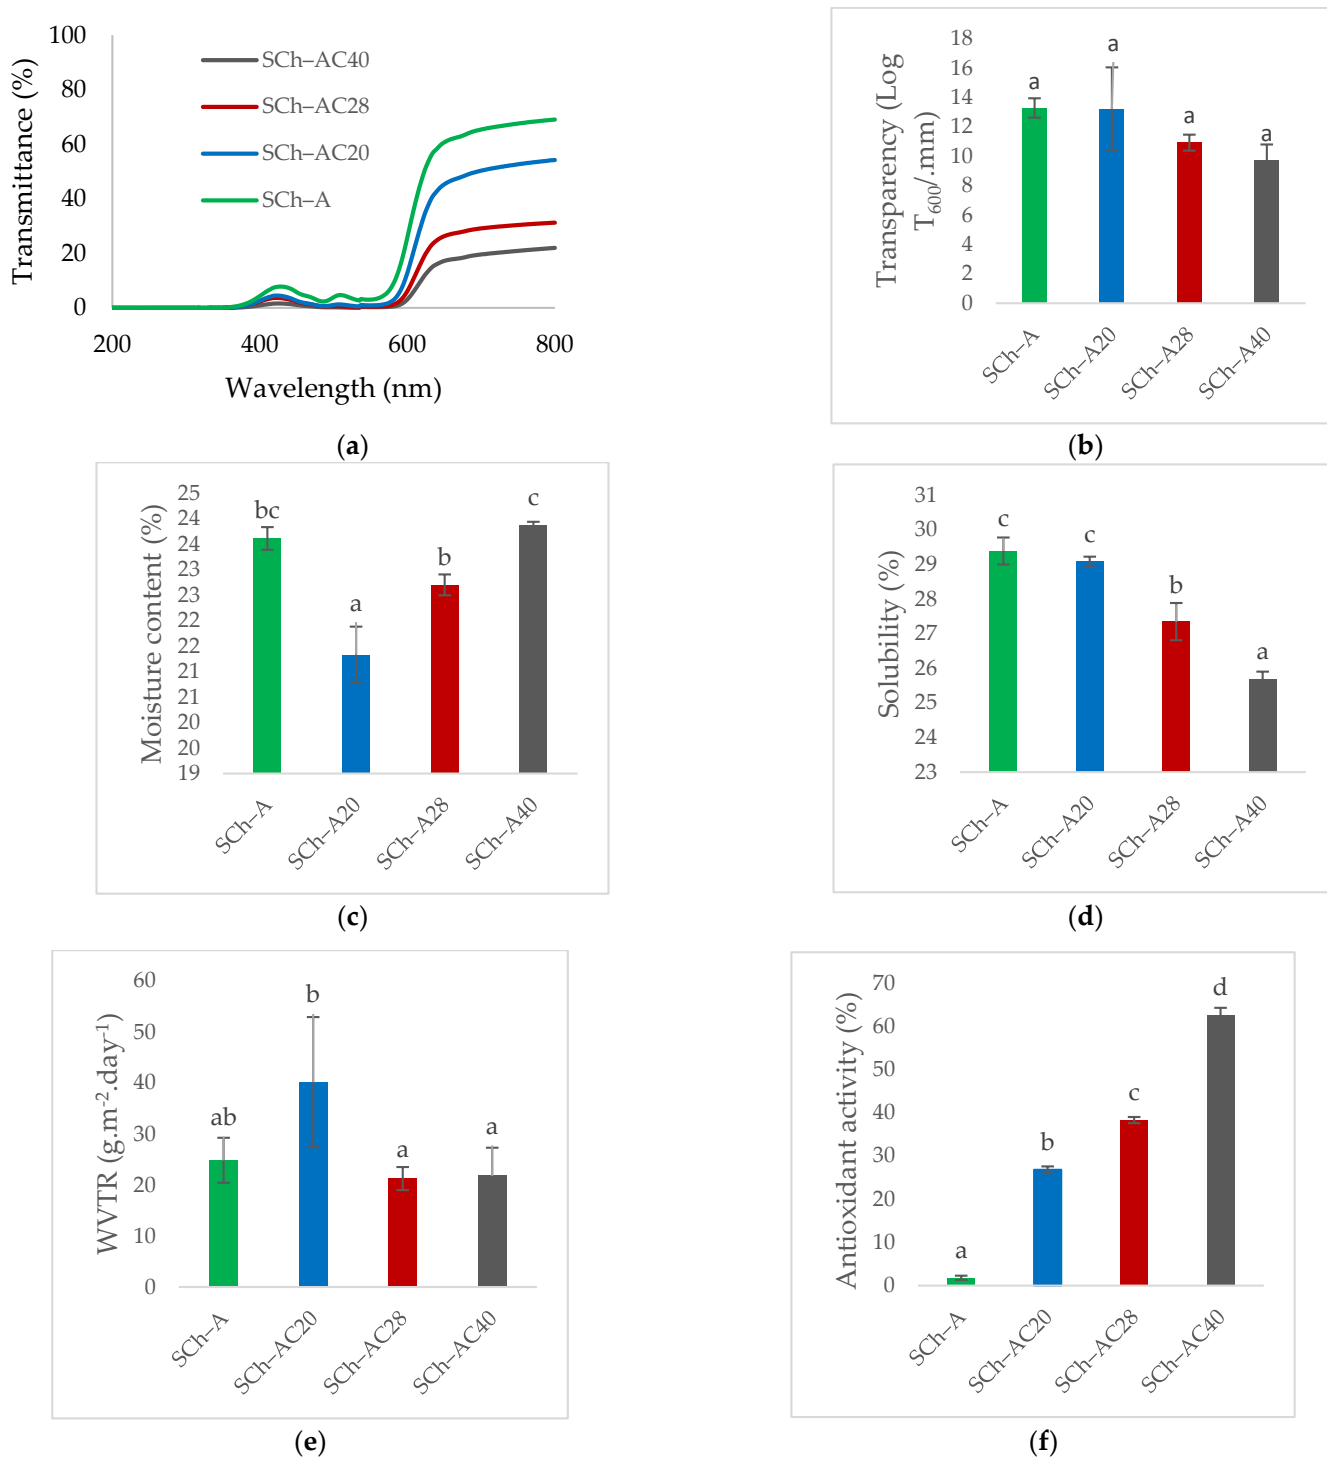 100
80
60
40
20
0
Transmittance (%)
SCh–AC40
SCh–AC28
SCh–AC20
SCh–A
200 400 600 800
Wavelength (nm)
(a)
18
16
14
12
10
8
6
4
2
0
Transparency (Log
T600/.mm)
a a a a
SCh–A SCh–A20 SCh–A28 SCh–A40
(b)
25
24
24
23
23
22
22
21
21
20
20
19
Moisture content (%)
bc a b c
SCh–A SCh–A20 SCh–A28 SCh–A40
(c)
31
30
29
28
27
26
25
24
23
Solubility (%)
c c b a
SCh–A SCh–A20 SCh–A28 SCh–A40
(d)
60
50
40
30
20
10
0
WVTR (g.m-2.day-1)
ab b a a
SCh–A SCh–AC20 SCh–AC28 SCh–AC40
(e)
70
60
50
40
30
20
10
0
Antioxidant activity (%)
a b c d
SCh–A SCh–AC20 SCh–AC28 SCh–AC40
(f)